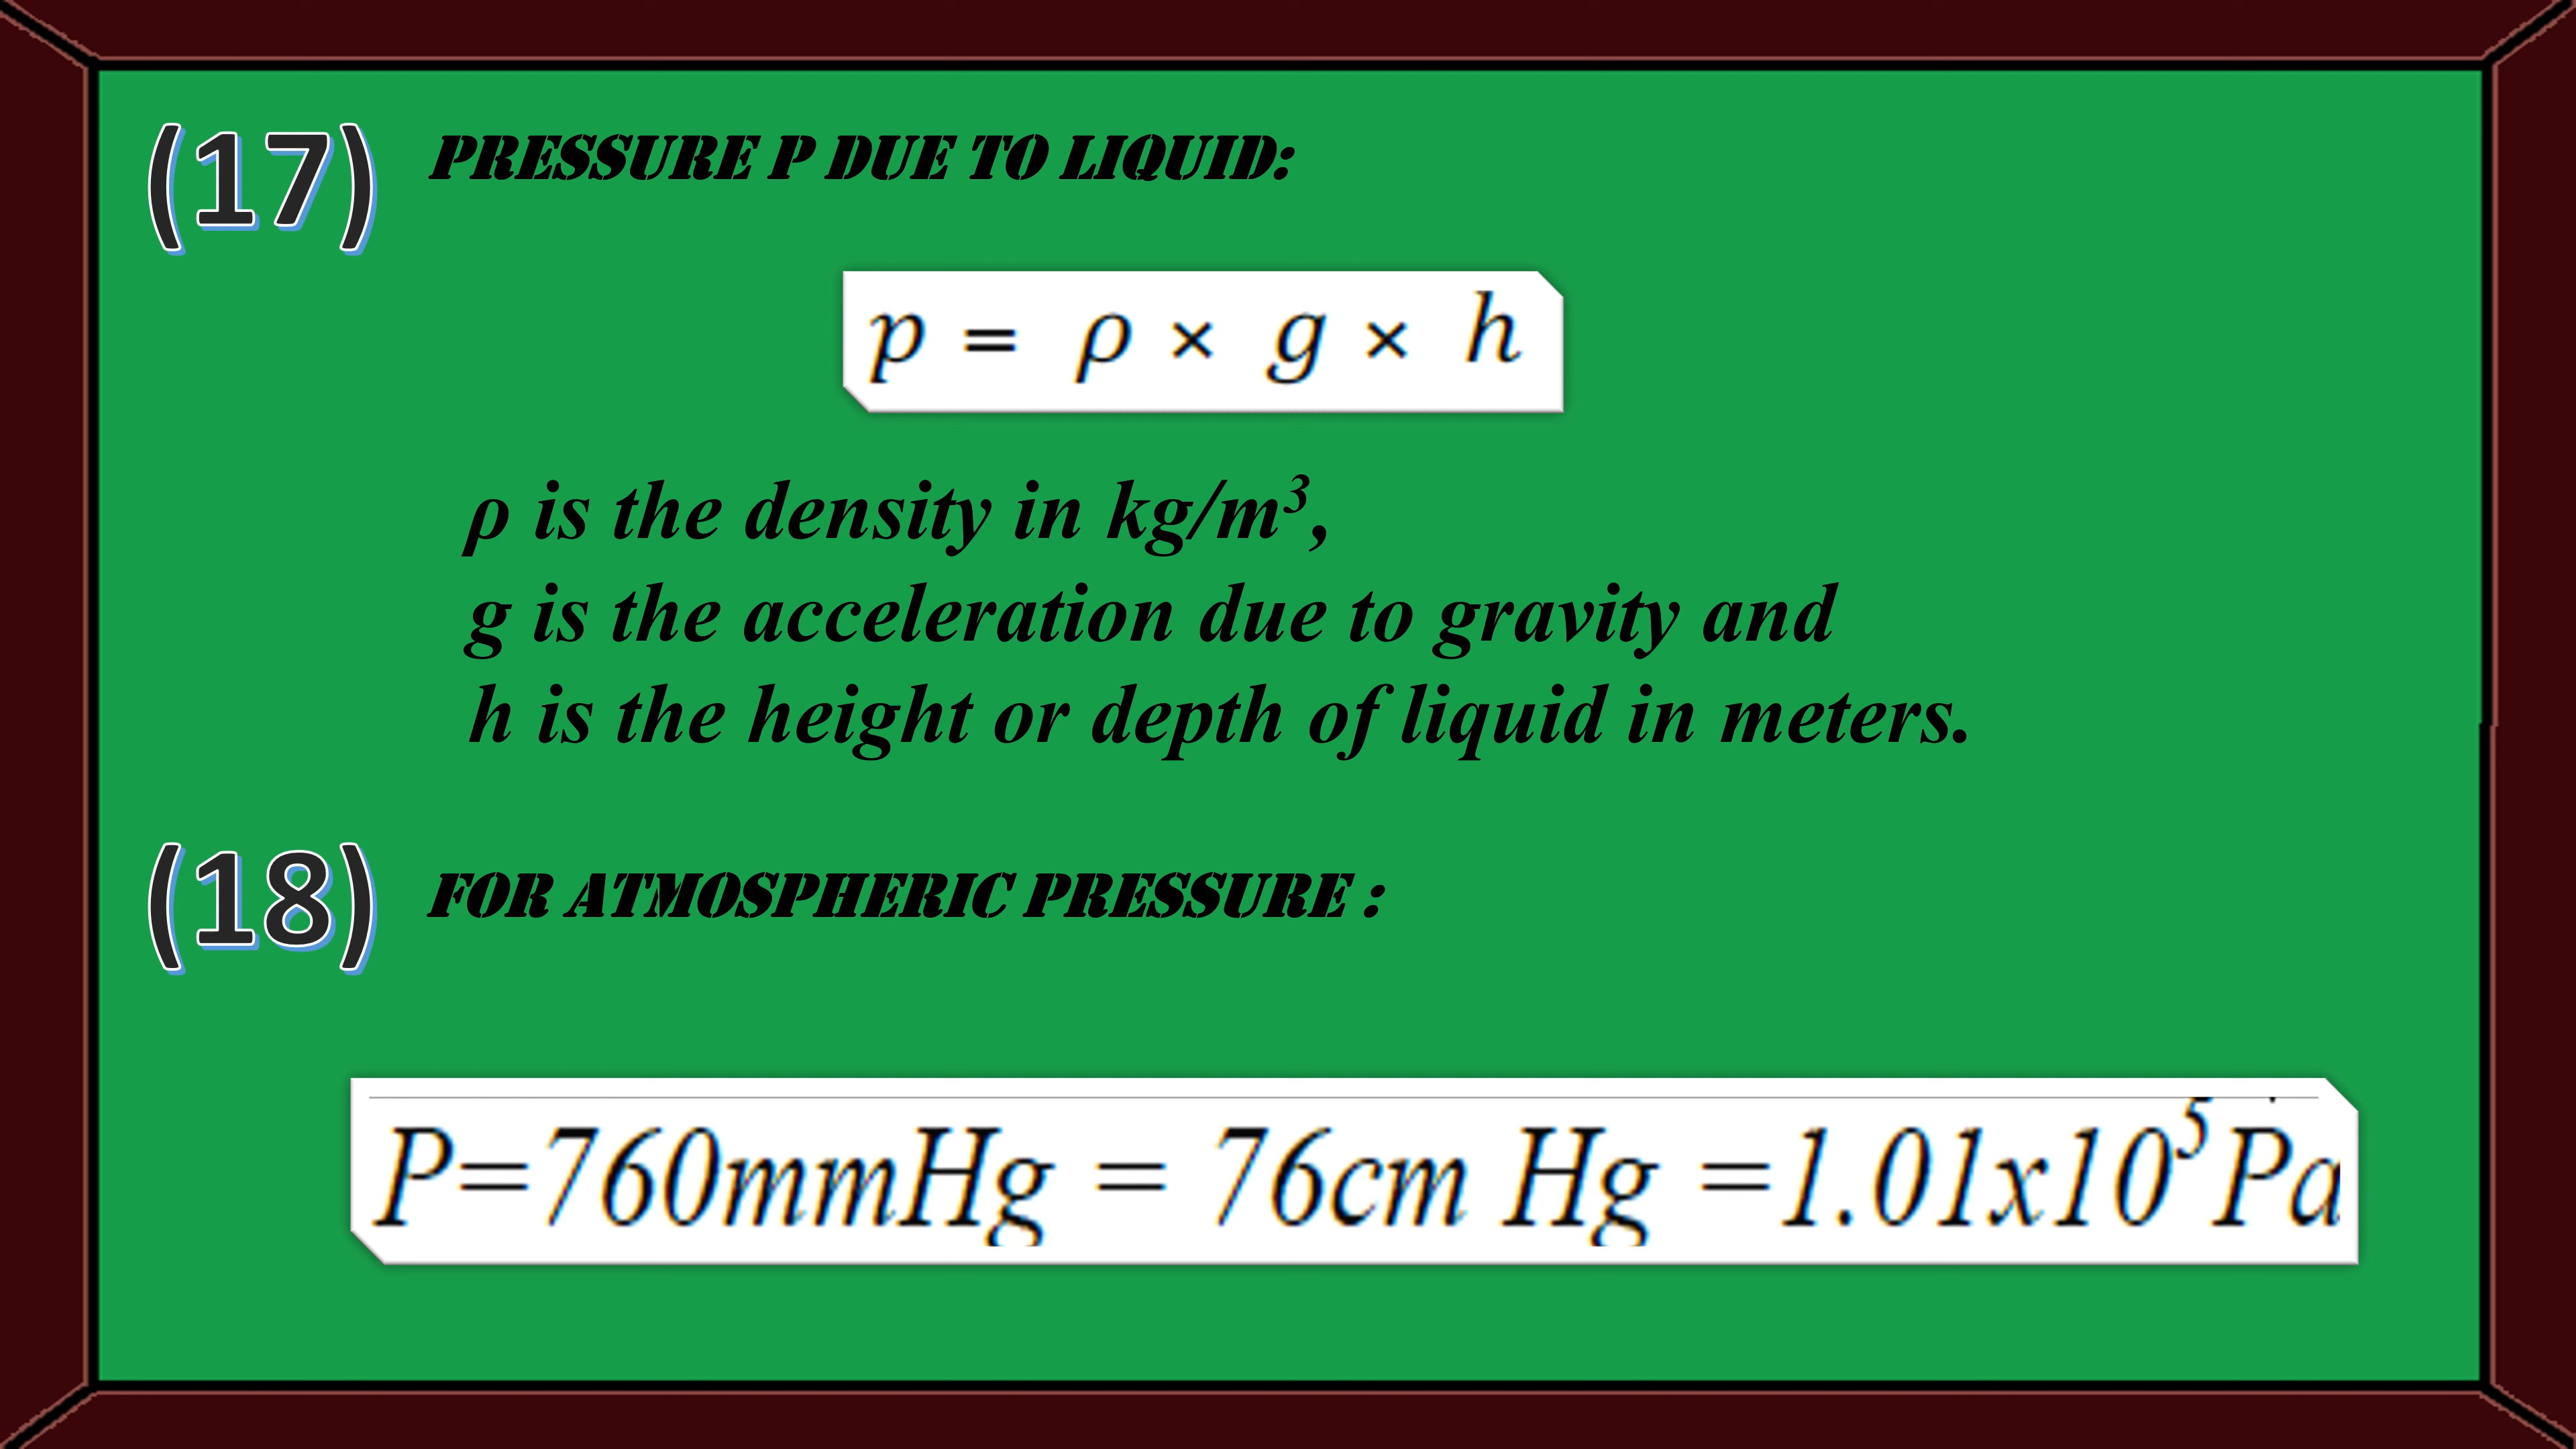 (17) PRESSURE P DUE TO LIQUID:
p = ρ × g × h
ρ is the density in kg/m³,
g is the acceleration due to gravity and
h is the height or depth of liquid in meters.
(18) FOR ATMOSPHERIC PRESSURE :
P=760mmHg = 76cm Hg =1.01x10⁵Pa